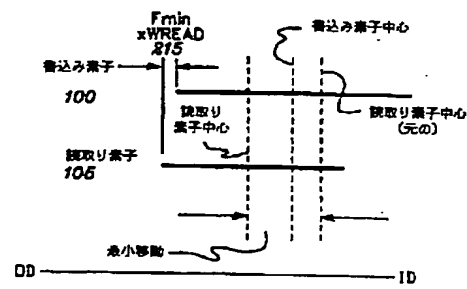 Fmin
xWREAD
215
書込み素子
100
書込み素子中心
読取り
素子中心
読取り素子中心
(元の)
読取り素子
105
最小移動
OD
ID